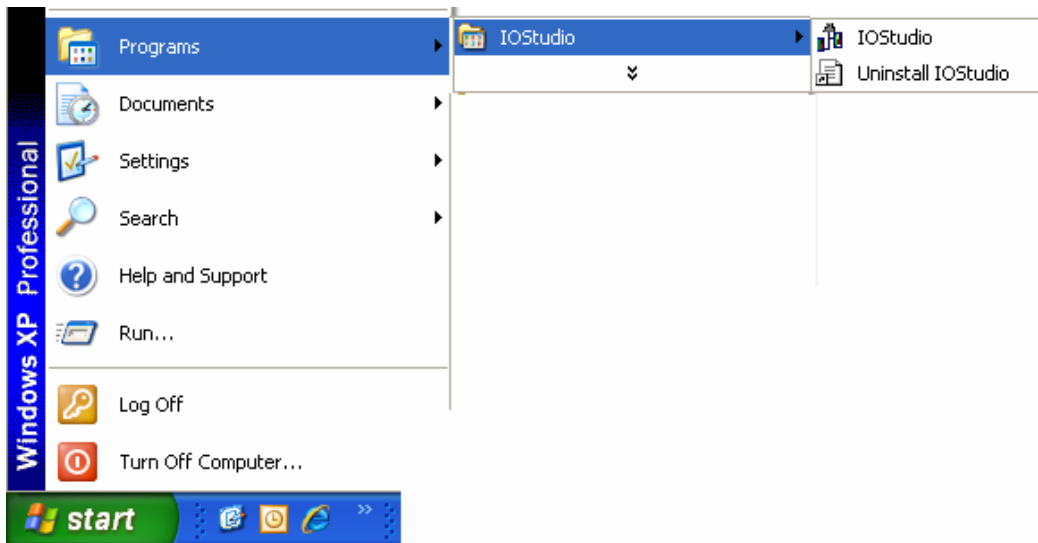 Programs
IOStudio
IOStudio
Uninstall IOStudio
Documents
Settings
Search
Help and Support
Run...
Log Off
Turn Off Computer...
Windows XP Professional
start